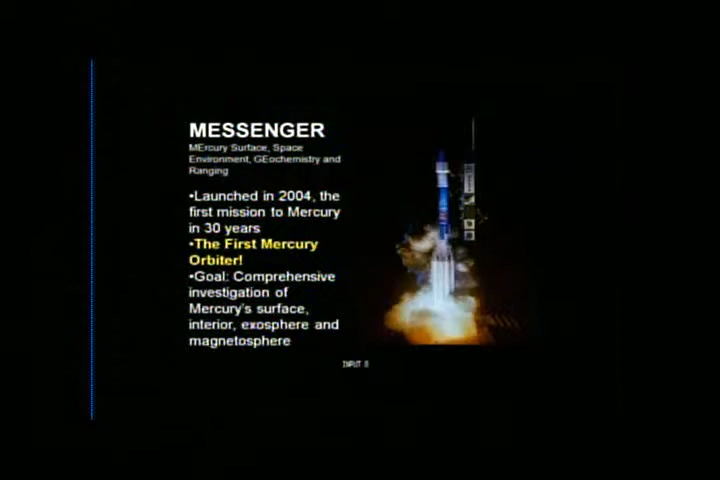 MESSENGER
MErcury Surface, Space
Environment, GEochemistry and
Ranging
•Launched in 2004, the
first mission to Mercury
in 30 years
•The First Mercury
Orbiter!
•Goal: Comprehensive
investigation of
Mercury's surface,
interior, exosphere and
magnetosphere